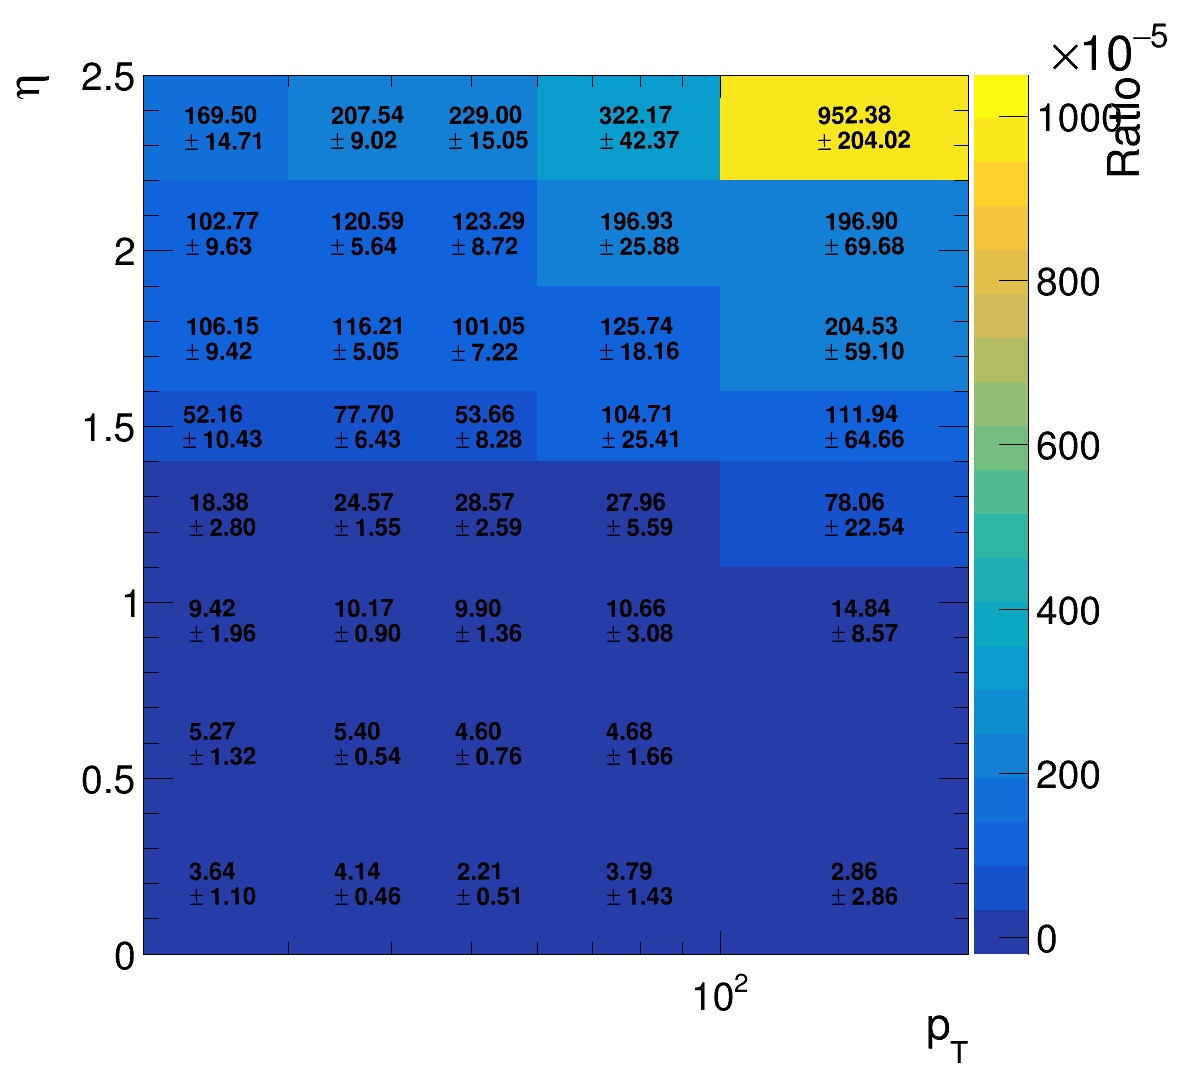 ×10⁻⁵
η
Ratio
2.5
169.50 207.54 229.00 322.17 952.38
± 14.71 ± 9.02 ± 15.05 ± 42.37 ± 204.02
1000
102.77 120.59 123.29 196.93 196.90
± 9.63 ± 5.64 ± 8.72 ± 25.88 ± 69.68
2
800
106.15 116.21 101.05 125.74 204.53
± 9.42 ± 5.05 ± 7.22 ± 18.16 ± 59.10
52.16 77.70 53.66 104.71 111.94
± 10.43 ± 6.43 ± 8.28 ± 25.41 ± 64.66
1.5
600
18.38 24.57 28.57 27.96 78.06
± 2.80 ± 1.55 ± 2.59 ± 5.59 ± 22.54
9.42 10.17 9.90 10.66 14.84
± 1.96 ± 0.90 ± 1.36 ± 3.08 ± 8.57
1
400
5.27 5.40 4.60 4.68
± 1.32 ± 0.54 ± 0.76 ± 1.66
0.5
200
3.64 4.14 2.21 3.79 2.86
± 1.10 ± 0.46 ± 0.51 ± 1.43 ± 2.86
0
0
10²
p_T